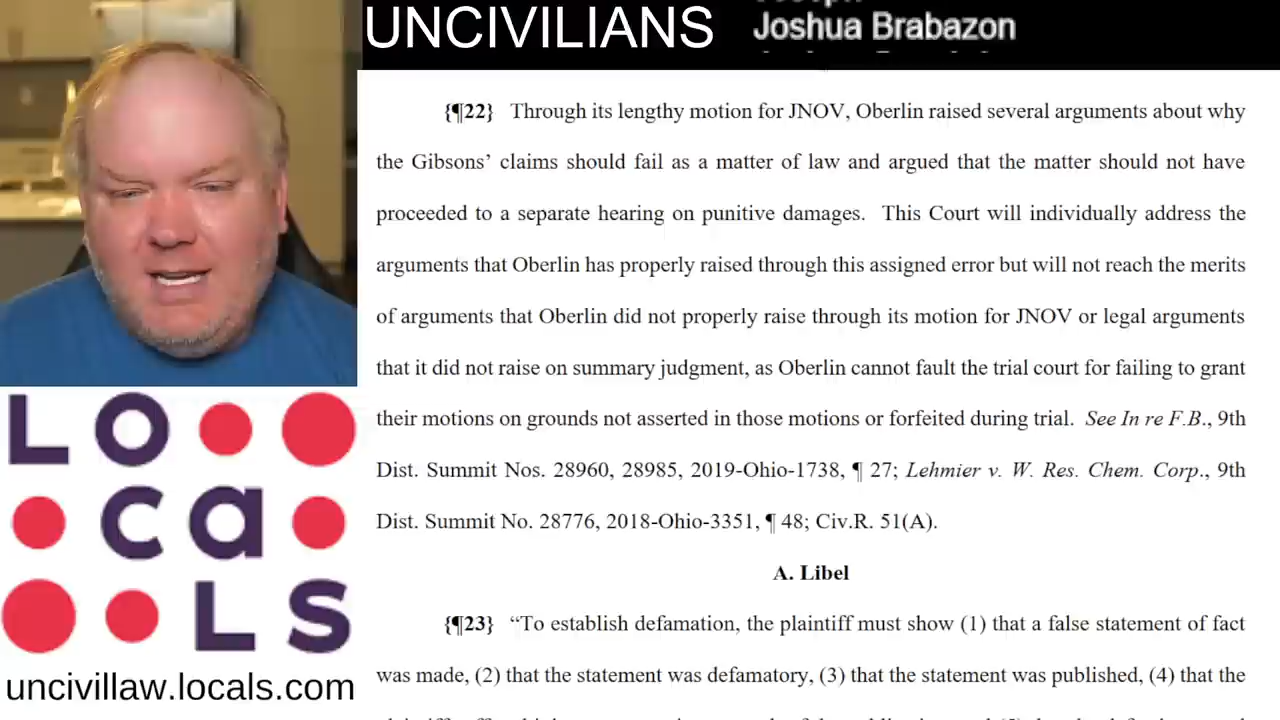 UNCIVILIANS
Joshua Brabazon
{¶22} Through its lengthy motion for JNOV, Oberlin raised several arguments about why
the Gibsons’ claims should fail as a matter of law and argued that the matter should not have
proceeded to a separate hearing on punitive damages. This Court will individually address the
arguments that Oberlin has properly raised through this assigned error but will not reach the merits
of arguments that Oberlin did not properly raise through its motion for JNOV or legal arguments
that it did not raise on summary judgment, as Oberlin cannot fault the trial court for failing to grant
their motions on grounds not asserted in those motions or forfeited during trial. See In re F.B., 9th
Dist. Summit Nos. 28960, 28985, 2019-Ohio-1738, ¶ 27; Lehmier v. W. Res. Chem. Corp., 9th
Dist. Summit No. 28776, 2018-Ohio-3351, ¶ 48; Civ.R. 51(A).
A. Libel
{¶23} “To establish defamation, the plaintiff must show (1) that a false statement of fact
was made, (2) that the statement was defamatory, (3) that the statement was published, (4) that the
LO
ca
LS
uncivillaw.locals.com